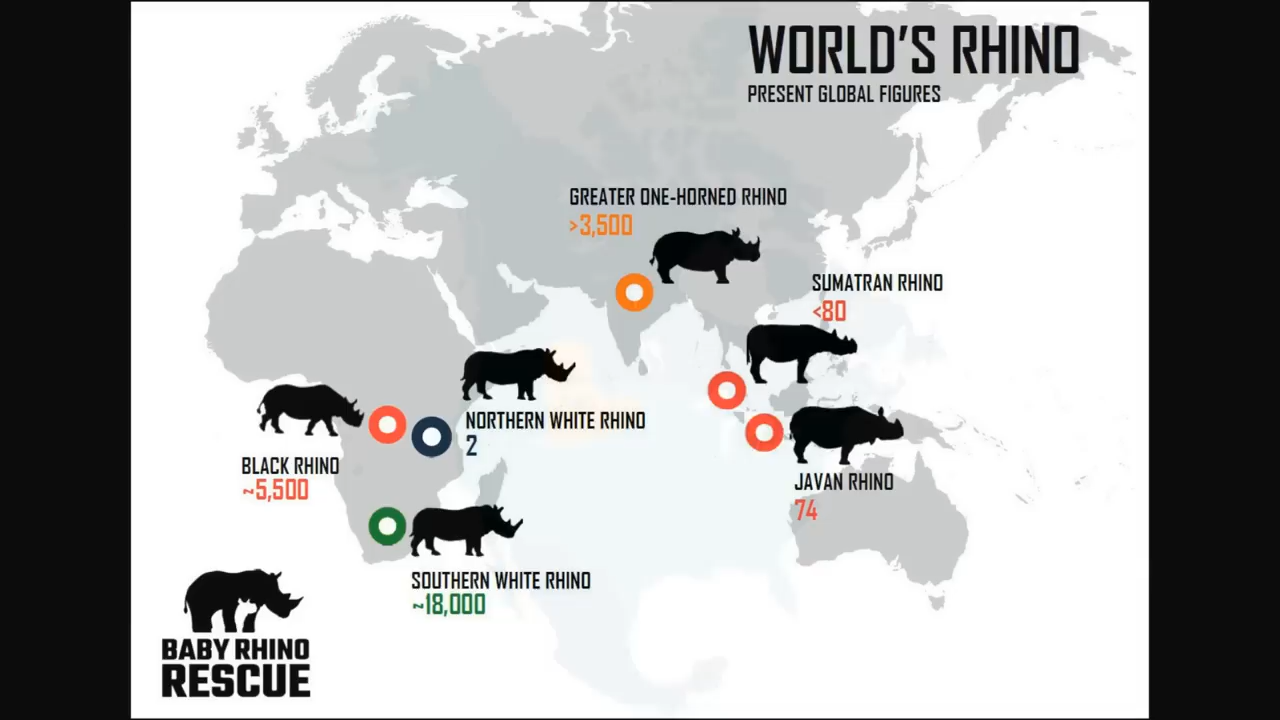 WORLD'S RHINO
PRESENT GLOBAL FIGURES
GREATER ONE-HORNED RHINO
>3,500
SUMATRAN RHINO
<80
NORTHERN WHITE RHINO
2
BLACK RHINO
~5,500
JAVAN RHINO
74
SOUTHERN WHITE RHINO
~18,000
BABY RHINO
RESCUE